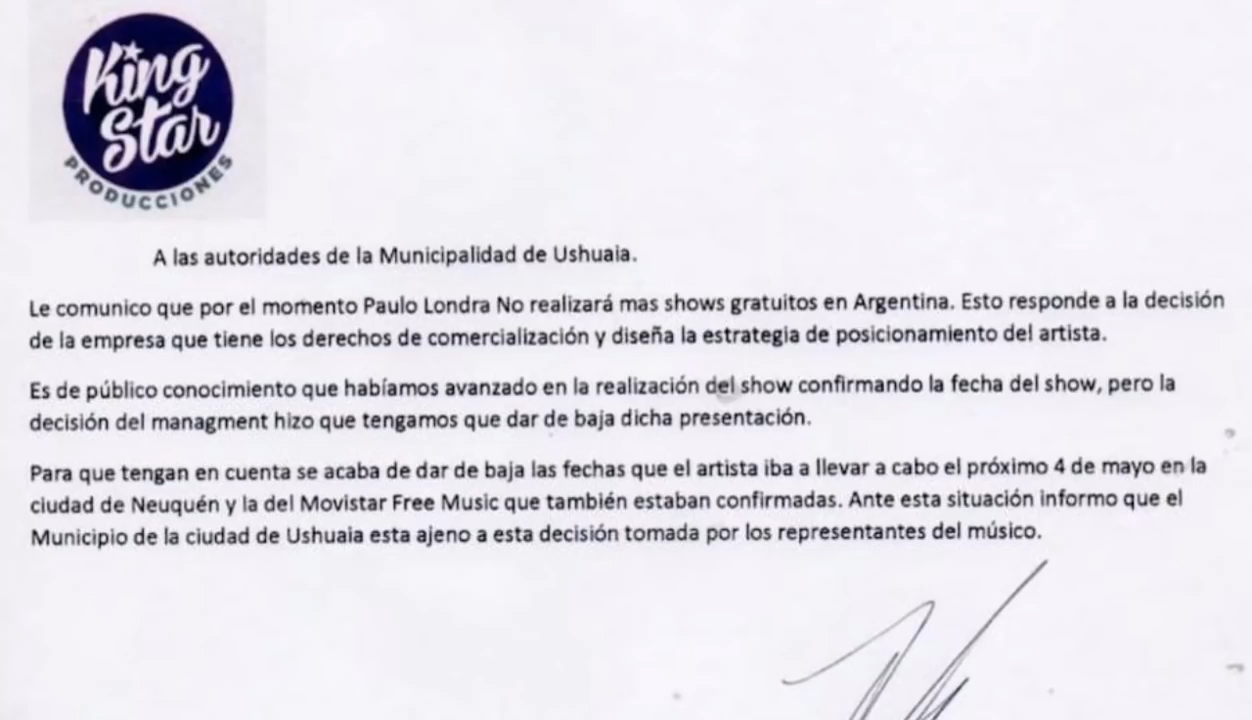 King
Star
PRODUCCIONES
A las autoridades de la Municipalidad de Ushuaia.
Le comunico que por el momento Paulo Londra No realizará mas shows gratuitos en Argentina. Esto responde a la decisión
de la empresa que tiene los derechos de comercialización y diseña la estrategia de posicionamiento del artista.
Es de público conocimiento que habíamos avanzado en la realización del show confirmando la fecha del show, pero la
decisión del managment hizo que tengamos que dar de baja dicha presentación.
Para que tengan en cuenta se acaba de dar de baja las fechas que el artista iba a llevar a cabo el próximo 4 de mayo en la
ciudad de Neuquén y la del Movistar Free Music que también estaban confirmadas. Ante esta situación informo que el
Municipio de la ciudad de Ushuaia esta ajeno a esta decisión tomada por los representantes del músico.